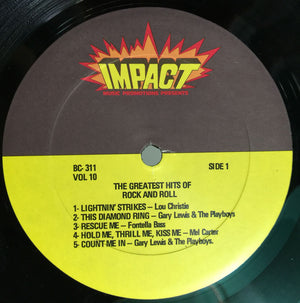 IMPACT
MUSIC PROMOTIONS, PRESENTS
BC- 311
VOL 10
SIDE 1
THE GREATEST HITS OF
ROCK AND ROLL
1- LIGHTNIN' STRIKES — Lou Christie
2- THIS DIAMOND RING — Gary Lewis & The Playboys
3- RESCUE ME — Fontella Bass
4- HOLD ME, THRILL ME, KISS ME — Mel Carter
5- COUNT ME IN — Gary Lewis & The Playboys.